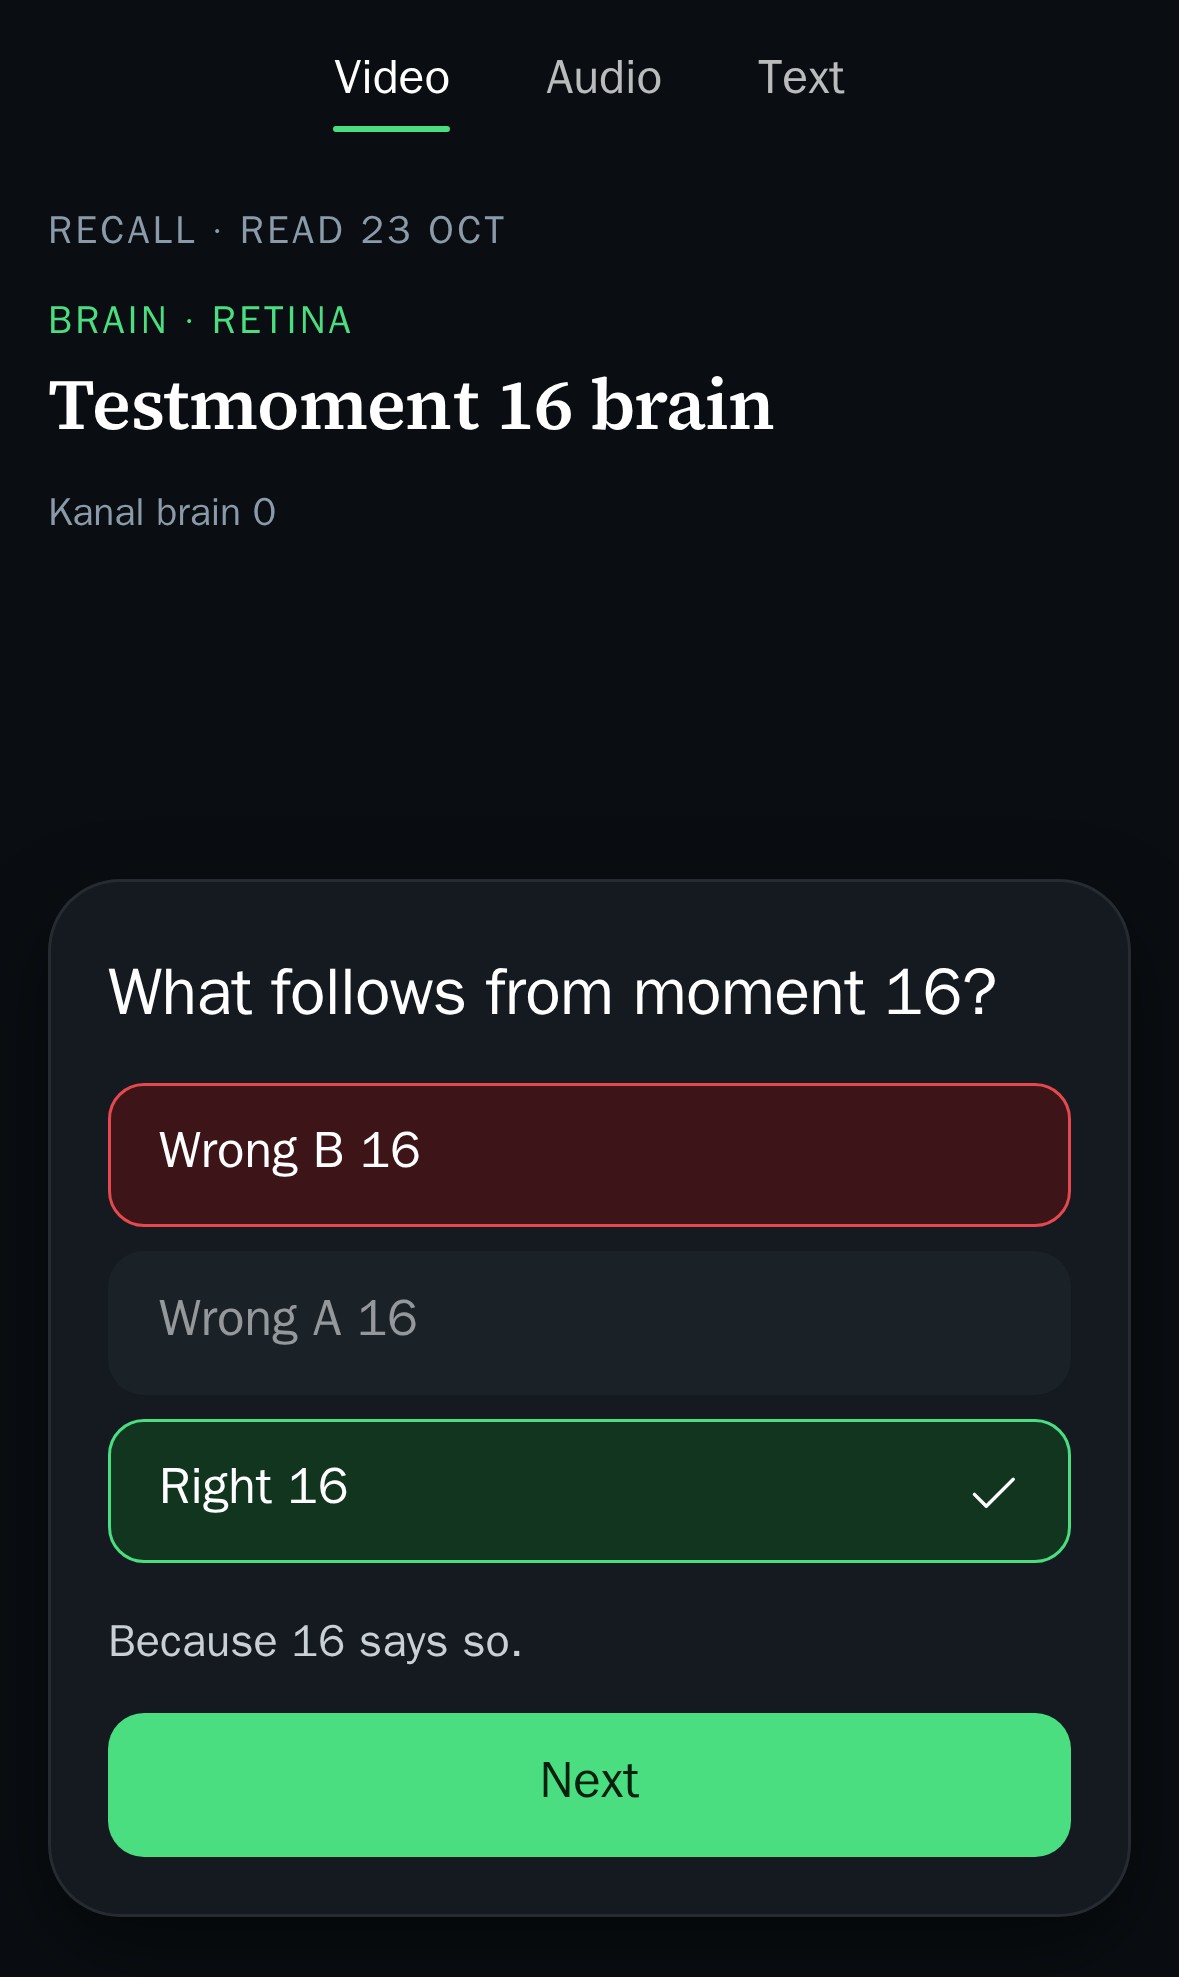 Video Audio Text
RECALL · READ 23 OCT
BRAIN · RETINA
Testmoment 16 brain
Kanal brain 0
What follows from moment 16?
Wrong B 16
Wrong A 16
Right 16
Because 16 says so.
Next